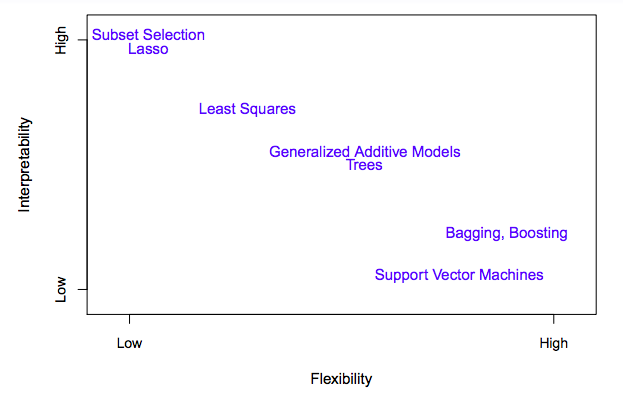 High
Subset Selection
Lasso
Least Squares
Interpretability
Generalized Additive Models
Trees
Bagging, Boosting
Support Vector Machines
Low
Low
High
Flexibility